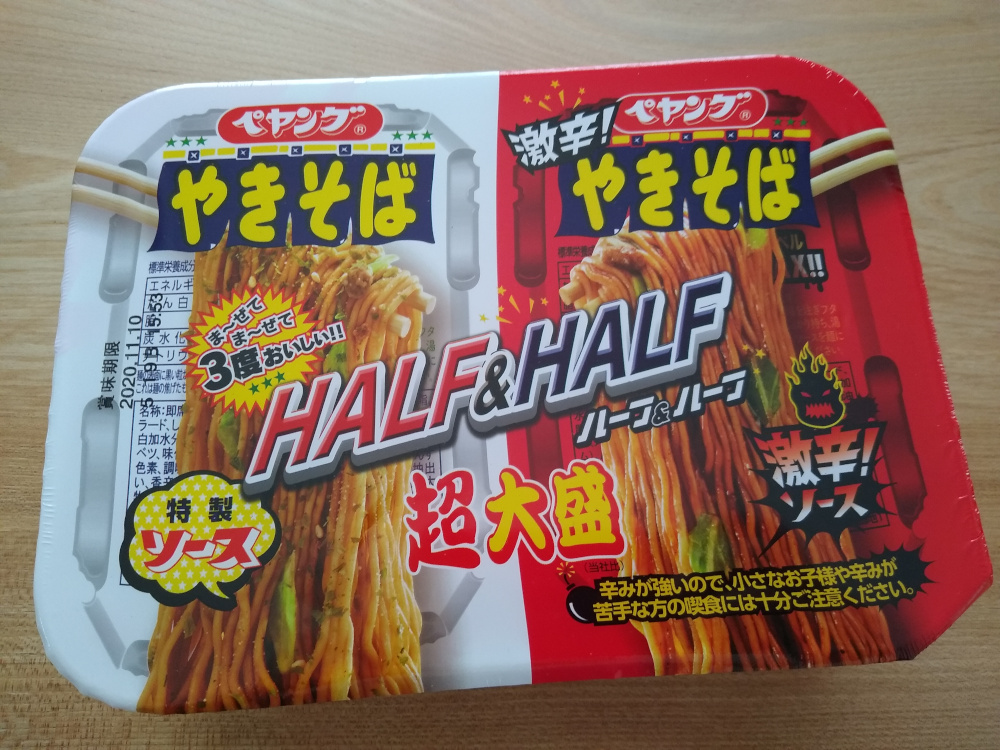 ペヤング®
やきそば
激辛!
ペヤング®
やきそば
標準栄養成分
エネルギ
炭水化
賞味期限
2020.11.10
ま〜ぜて
ま〜ぜて
3度おいしい!!
HALF&HALF
ハーフ&ハーフ
超大盛
(当社比)
特製
ソース
名称:即席
激辛!
ソース
辛みが強いので、小さなお子様や辛みが
苦手な方の喫食には十分ご注意ください。